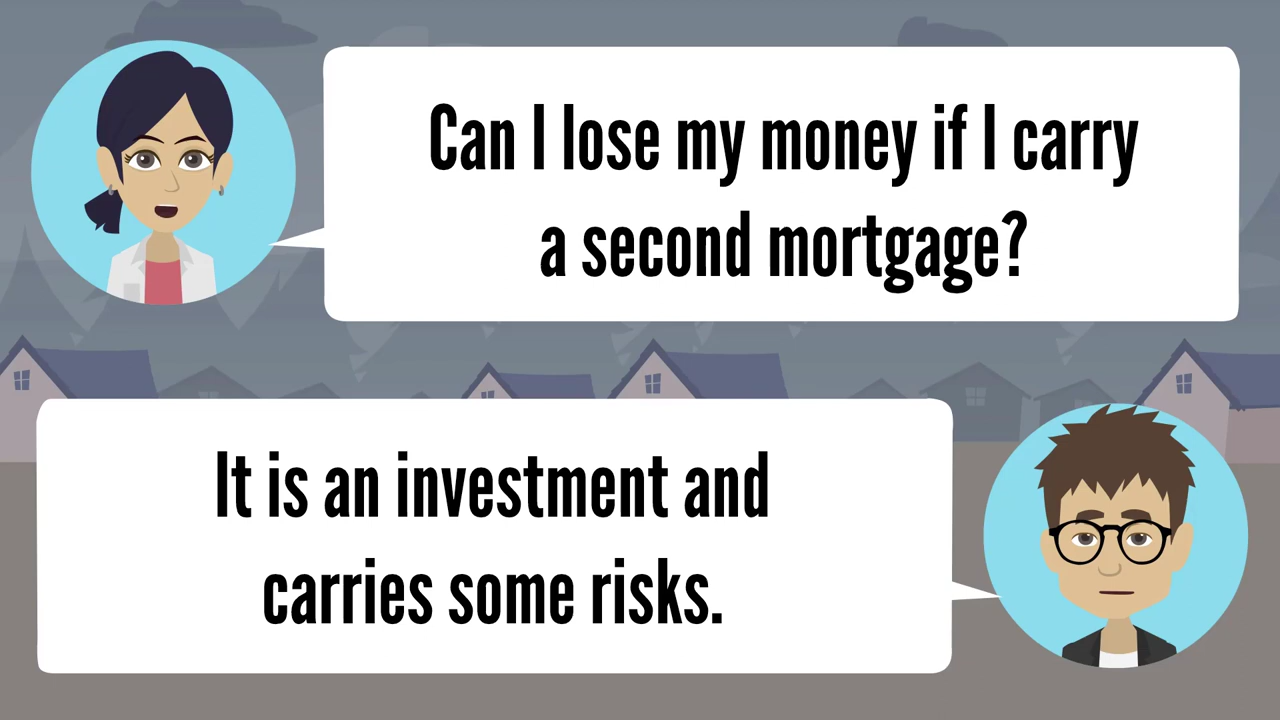 Can I lose my money if I carry
a second mortgage?
It is an investment and
carries some risks.